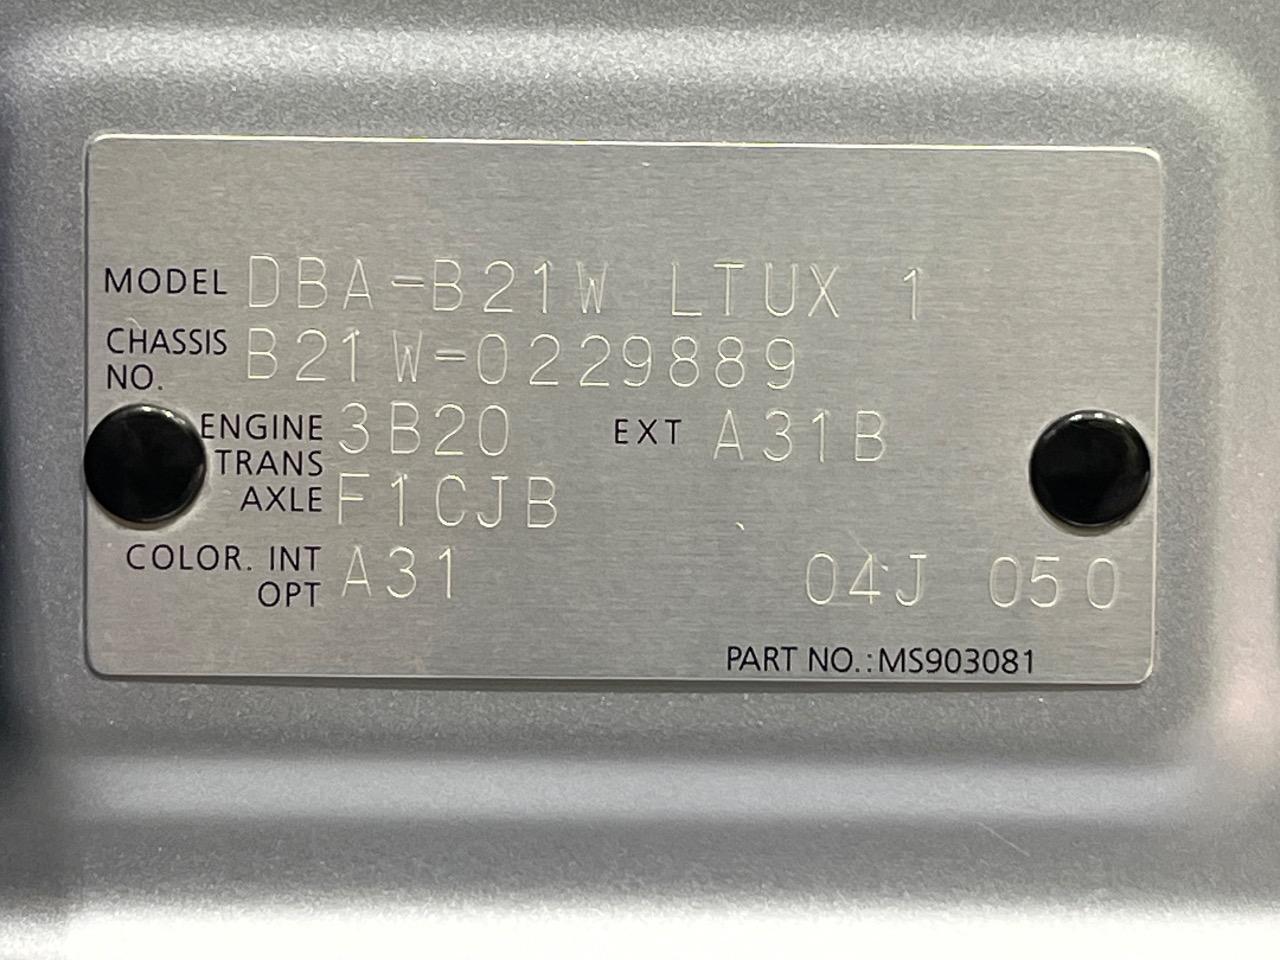 MODEL DBA-B21W LTUX 1
CHASSIS NO. B21W-0229889
ENGINE 3B20 EXT A31B
TRANS AXLE F1CJB
COLOR. INT A31
OPT 04J 050
PART NO.:MS903081